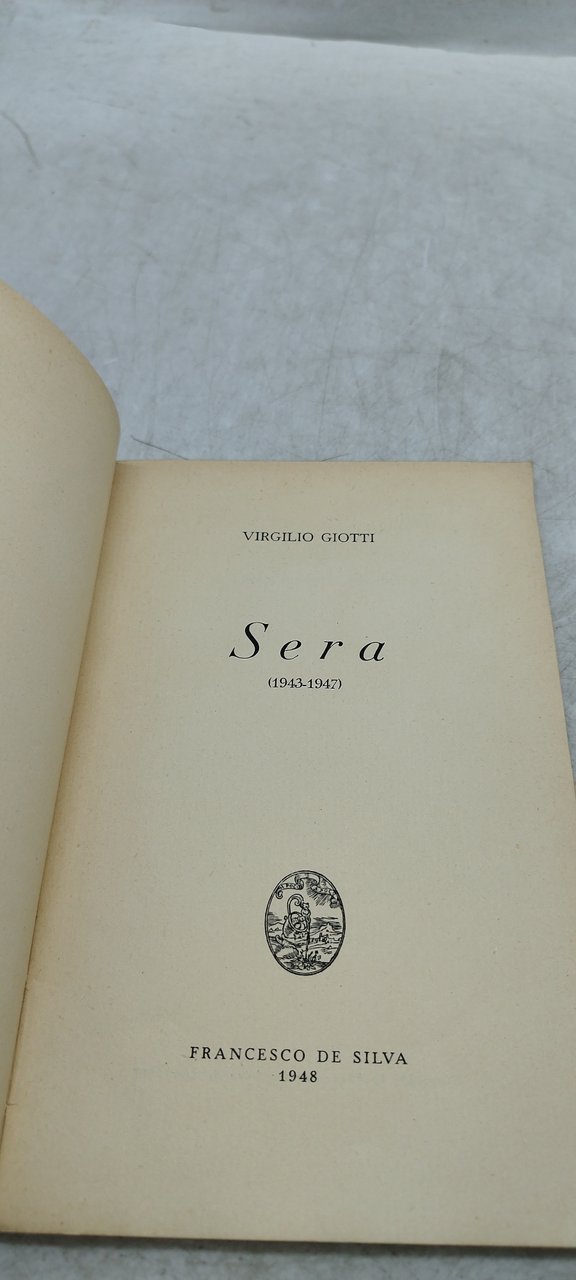 VIRGILIO GIOTTI
Sera
(1943-1947)
FRANCESCO DE SILVA
1948